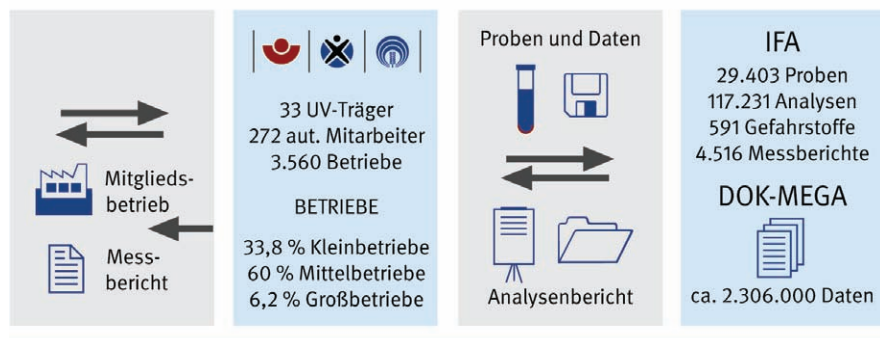 Mitglieds-
betrieb
Mess-
bericht
33 UV-Träger
272 aut. Mitarbeiter
3.560 Betriebe
BETRIEBE
33,8 % Kleinbetriebe
60 % Mittelbetriebe
6,2 % Großbetriebe
Proben und Daten
Analysenbericht
IFA
29.403 Proben
117.231 Analysen
591 Gefahrstoffe
4.516 Messberichte
DOK-MEGA
ca. 2.306.000 Daten